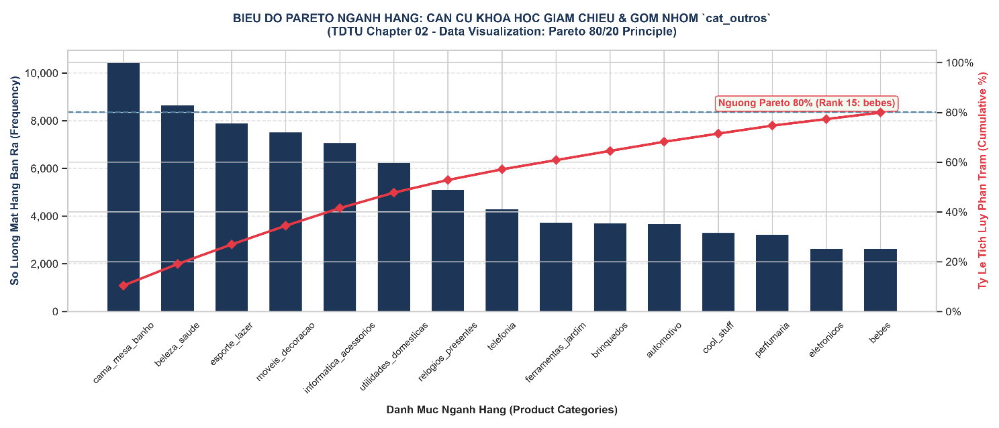 BIEU DO PARETO NGANH HANG: CAN CU KHOA HOC GIAM CHIEU & GOM NHOM `cat_outros`
(TDTU Chapter 02 - Data Visualization: Pareto 80/20 Principle)
So Luong Mat Hang Ban Ra (Frequency)
10,000
8,000
6,000
4,000
2,000
0
Nguong Pareto 80% (Rank 15: bebes)
100%
80%
60%
40%
20%
0%
Ty Le Tich Luy Phan Tram (Cumulative %)
cama_mesa_banho
beleza_saude
esporte_lazer
moveis_decoracao
informatica_acessorios
utilidades_domesticas
relogios_presentes
telefonia
ferramentas_jardim
brinquedos
automotivo
cool_stuff
perfumaria
eletronicos
bebes
Danh Muc Nganh Hang (Product Categories)